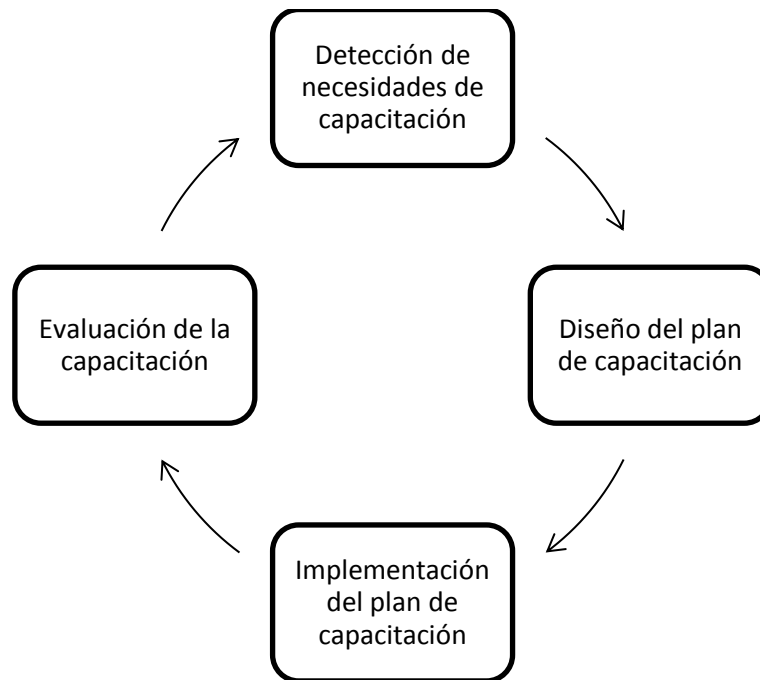 Detección de
necesidades de
capacitación
Diseño del plan
de capacitación
Implementación
del plan de
capacitación
Evaluación de la
capacitación